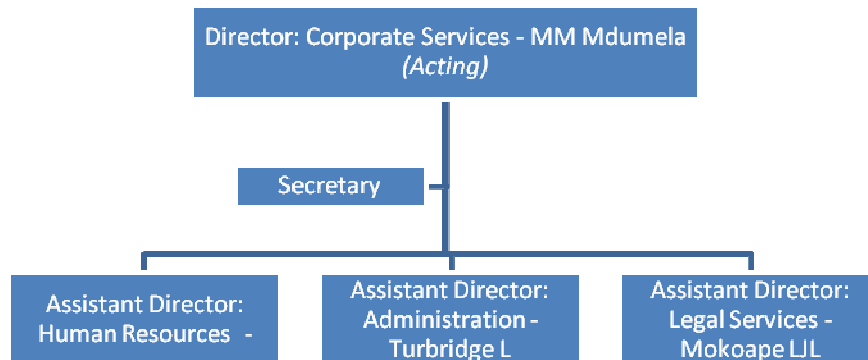 Director: Corporate Services - MM Mdumela
(Acting)
Secretary
Assistant Director:
Human Resources -
Assistant Director:
Administration -
Turbridge L
Assistant Director:
Legal Services -
Mokoape LJL